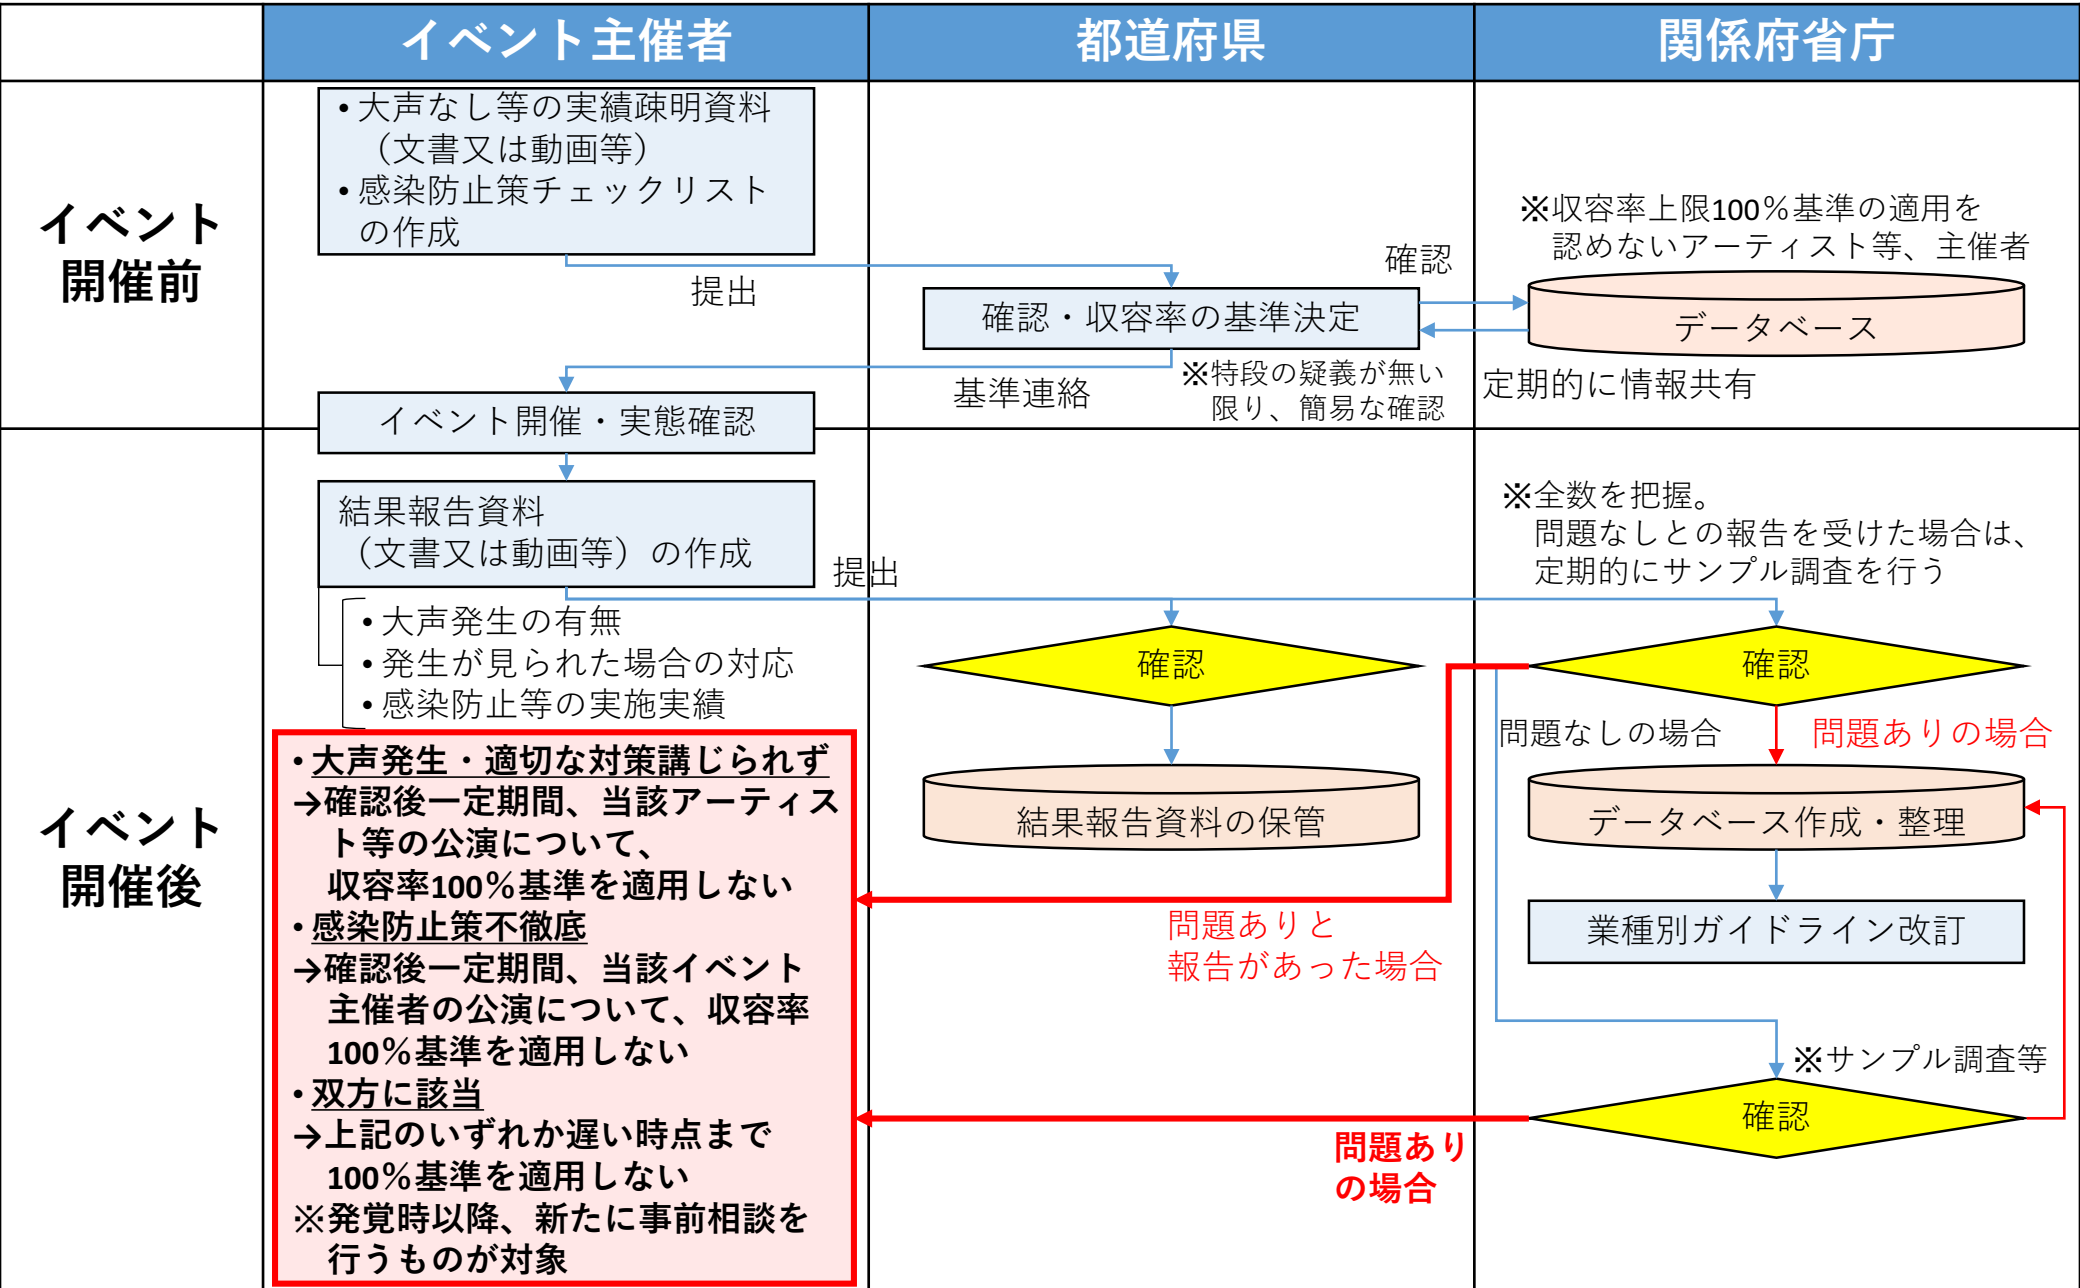 イベント主催者
都道府県
関係府省庁
イベント
開催前
• 大声なし等の実績疎明資料
（文書又は動画等）
• 感染防止策チェックリスト
の作成
提出
確認・収容率の基準決定
確認
※収容率上限100％基準の適用を
認めないアーティスト等、主催者
データベース
定期的に情報共有
※特段の疑義が無い
限り、簡易な確認
基準連絡
イベント開催・実態確認
イベント
開催後
結果報告資料
（文書又は動画等）の作成
提出
• 大声発生の有無
• 発生が見られた場合の対応
• 感染防止等の実施実績
※全数を把握。
問題なしとの報告を受けた場合は、
定期的にサンプル調査を行う
確認
確認
問題なしの場合
問題ありの場合
結果報告資料の保管
データベース作成・整理
業種別ガイドライン改訂
問題ありと
報告があった場合
※サンプル調査等
確認
問題あり
の場合
• 大声発生・適切な対策講じられず
→確認後一定期間、当該アーティス
ト等の公演について、
収容率100％基準を適用しない
• 感染防止策不徹底
→確認後一定期間、当該イベント
主催者の公演について、収容率
100％基準を適用しない
• 双方に該当
→上記のいずれか遅い時点まで
100％基準を適用しない
※発覚時以降、新たに事前相談を
行うものが対象